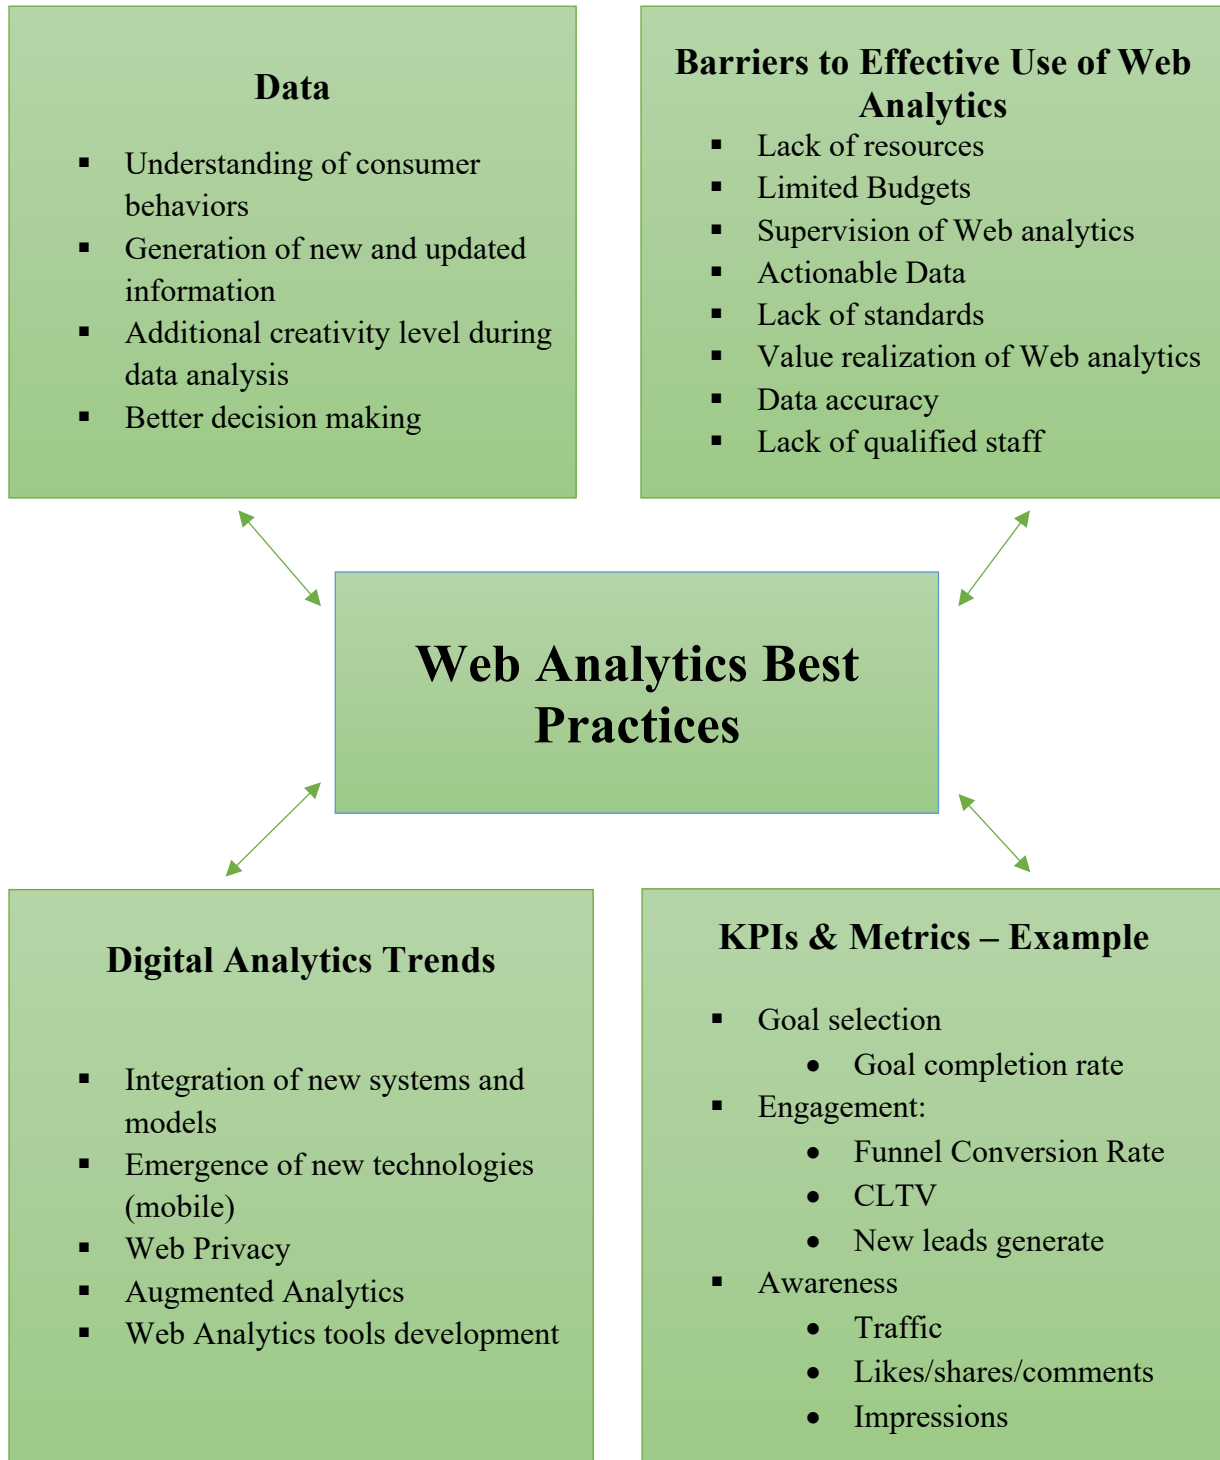 Data
▪ Understanding of consumer
behaviors
▪ Generation of new and updated
information
▪ Additional creativity level during
data analysis
▪ Better decision making
Barriers to Effective Use of Web
Analytics
▪ Lack of resources
▪ Limited Budgets
▪ Supervision of Web analytics
▪ Actionable Data
▪ Lack of standards
▪ Value realization of Web analytics
▪ Data accuracy
▪ Lack of qualified staff
Web Analytics Best
Practices
Digital Analytics Trends
▪ Integration of new systems and
models
▪ Emergence of new technologies
(mobile)
▪ Web Privacy
▪ Augmented Analytics
▪ Web Analytics tools development
KPIs & Metrics – Example
▪ Goal selection
• Goal completion rate
▪ Engagement:
• Funnel Conversion Rate
• CLTV
• New leads generate
▪ Awareness
• Traffic
• Likes/shares/comments
• Impressions